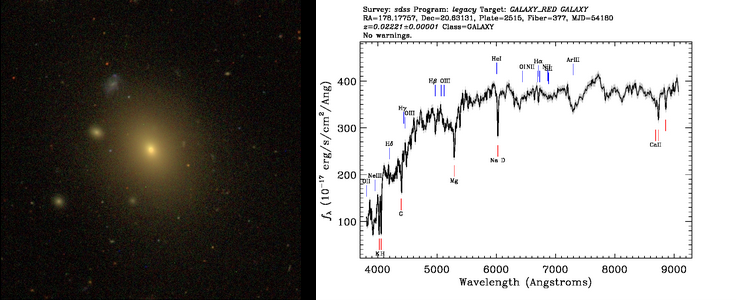 Survey: sdss Program: legacy Target: GALAXY_RED GALAXY
RA=178.17757, Dec=20.63131, Plate=2515, Fiber=377, MJD=54180
z=0.02221±0.00001 Class=GALAXY
No warnings.
HeI
Hα
ArIII
OI NII
NII
Hβ OIII
Hγ
OIII
Hδ
NeIII
OII
K H
G
Mg
Na D
CaII
400
300
200
100
f_λ (10⁻¹⁷ erg/s/cm²/Ang)
4000 5000 6000 7000 8000 9000
Wavelength (Angstroms)